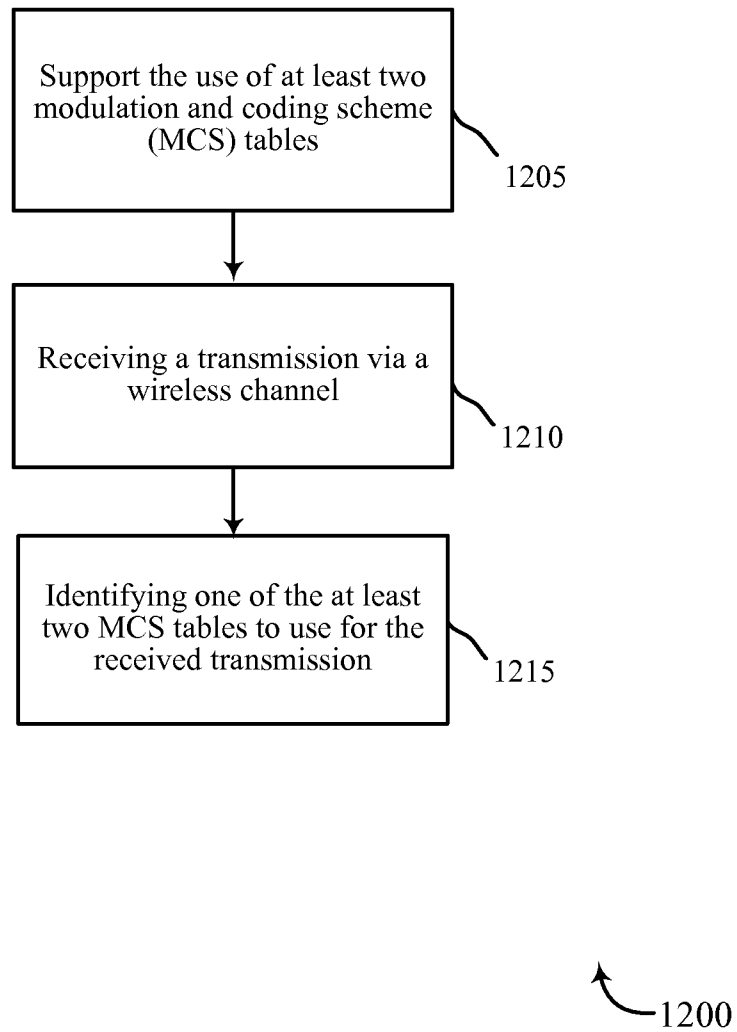 Support the use of at least two
modulation and coding scheme
(MCS) tables
1205
Receiving a transmission via a
wireless channel
1210
Identifying one of the at least
two MCS tables to use for the
received transmission
1215
1200